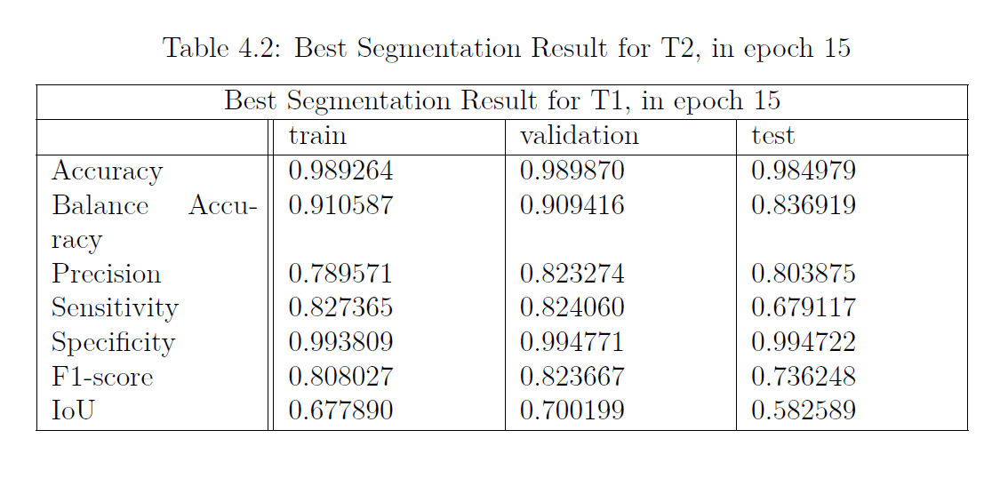 Table 4.2: Best Segmentation Result for T2, in epoch 15
Best Segmentation Result for T1, in epoch 15
train validation test
Accuracy 0.989264 0.989870 0.984979
Balance Accu- 0.910587 0.909416 0.836919
racy
Precision 0.789571 0.823274 0.803875
Sensitivity 0.827365 0.824060 0.679117
Specificity 0.993809 0.994771 0.994722
F1-score 0.808027 0.823667 0.736248
IoU 0.677890 0.700199 0.582589